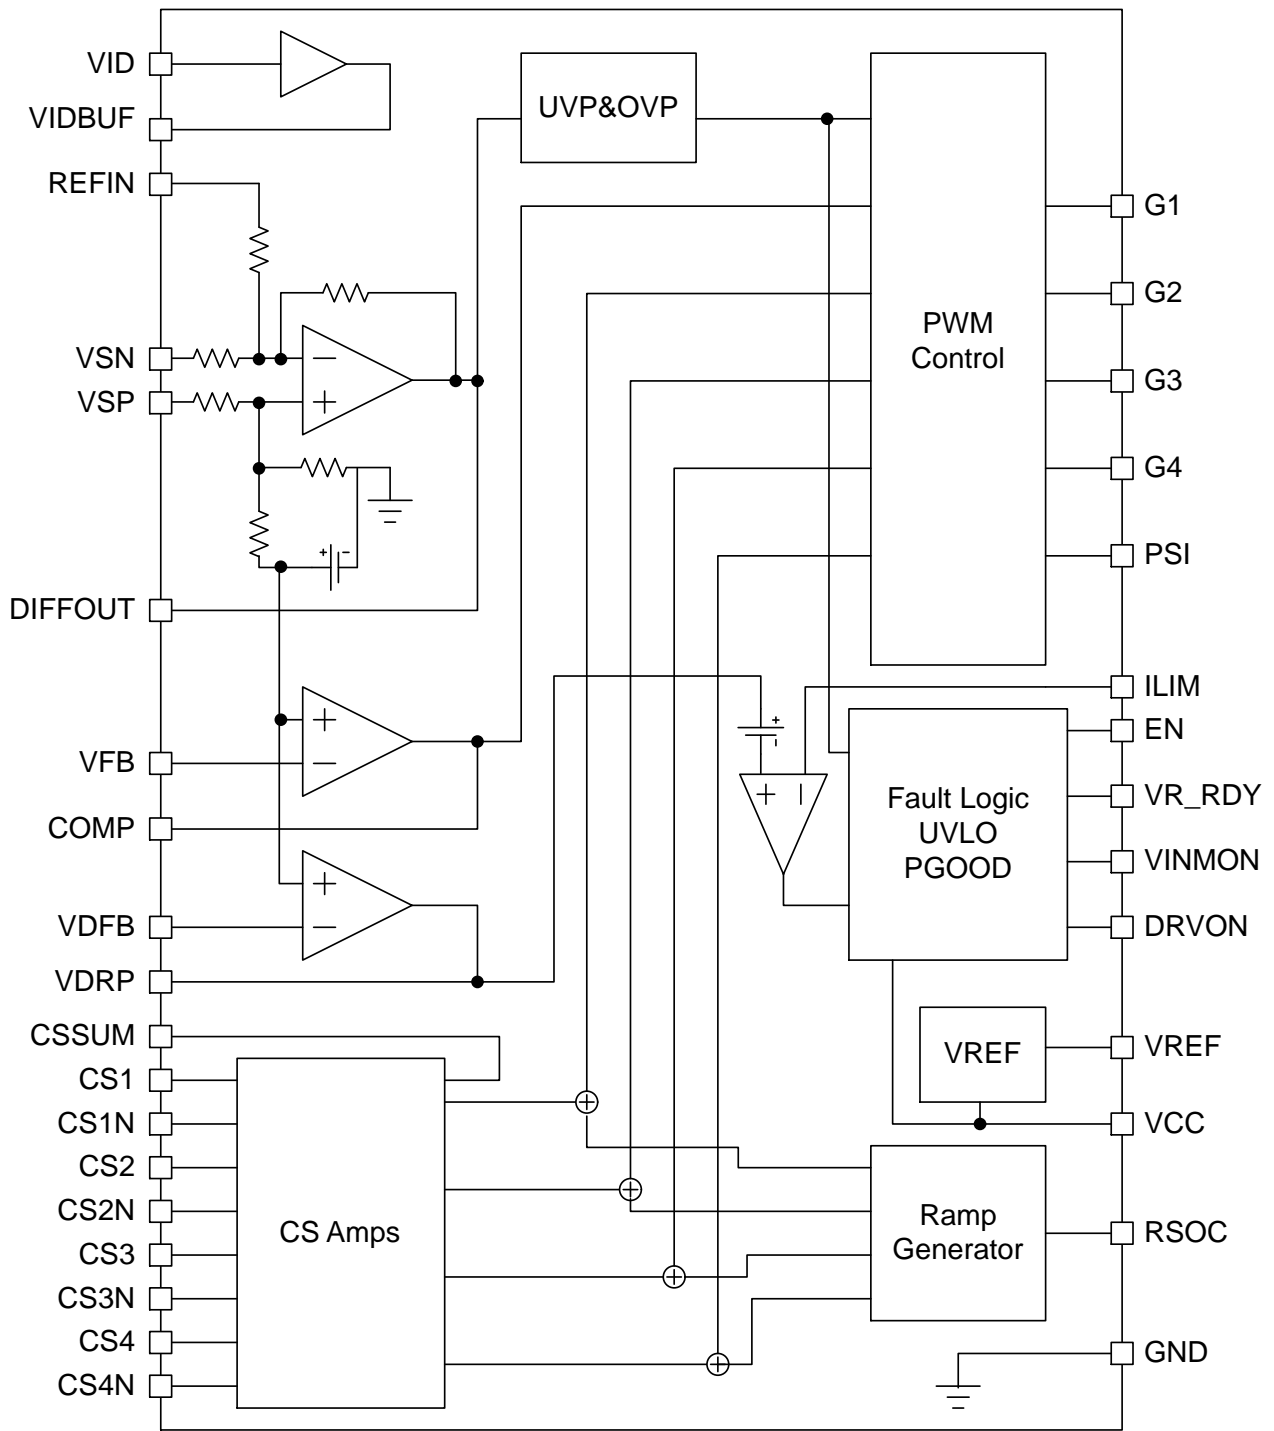 VID
VIDBUF
REFIN
VSN
VSP
DIFFOUT
VFB
COMP
VDFB
VDRP
CSSUM
CS1
CS1N
CS2
CS2N
CS3
CS3N
CS4
CS4N
UVP&OVP
PWM
Control
Fault Logic
UVLO
PGOOD
VREF
CS Amps
Ramp
Generator
G1
G2
G3
G4
PSI
ILIM
EN
VR_RDY
VINMON
DRVON
VREF
VCC
RSOC
GND